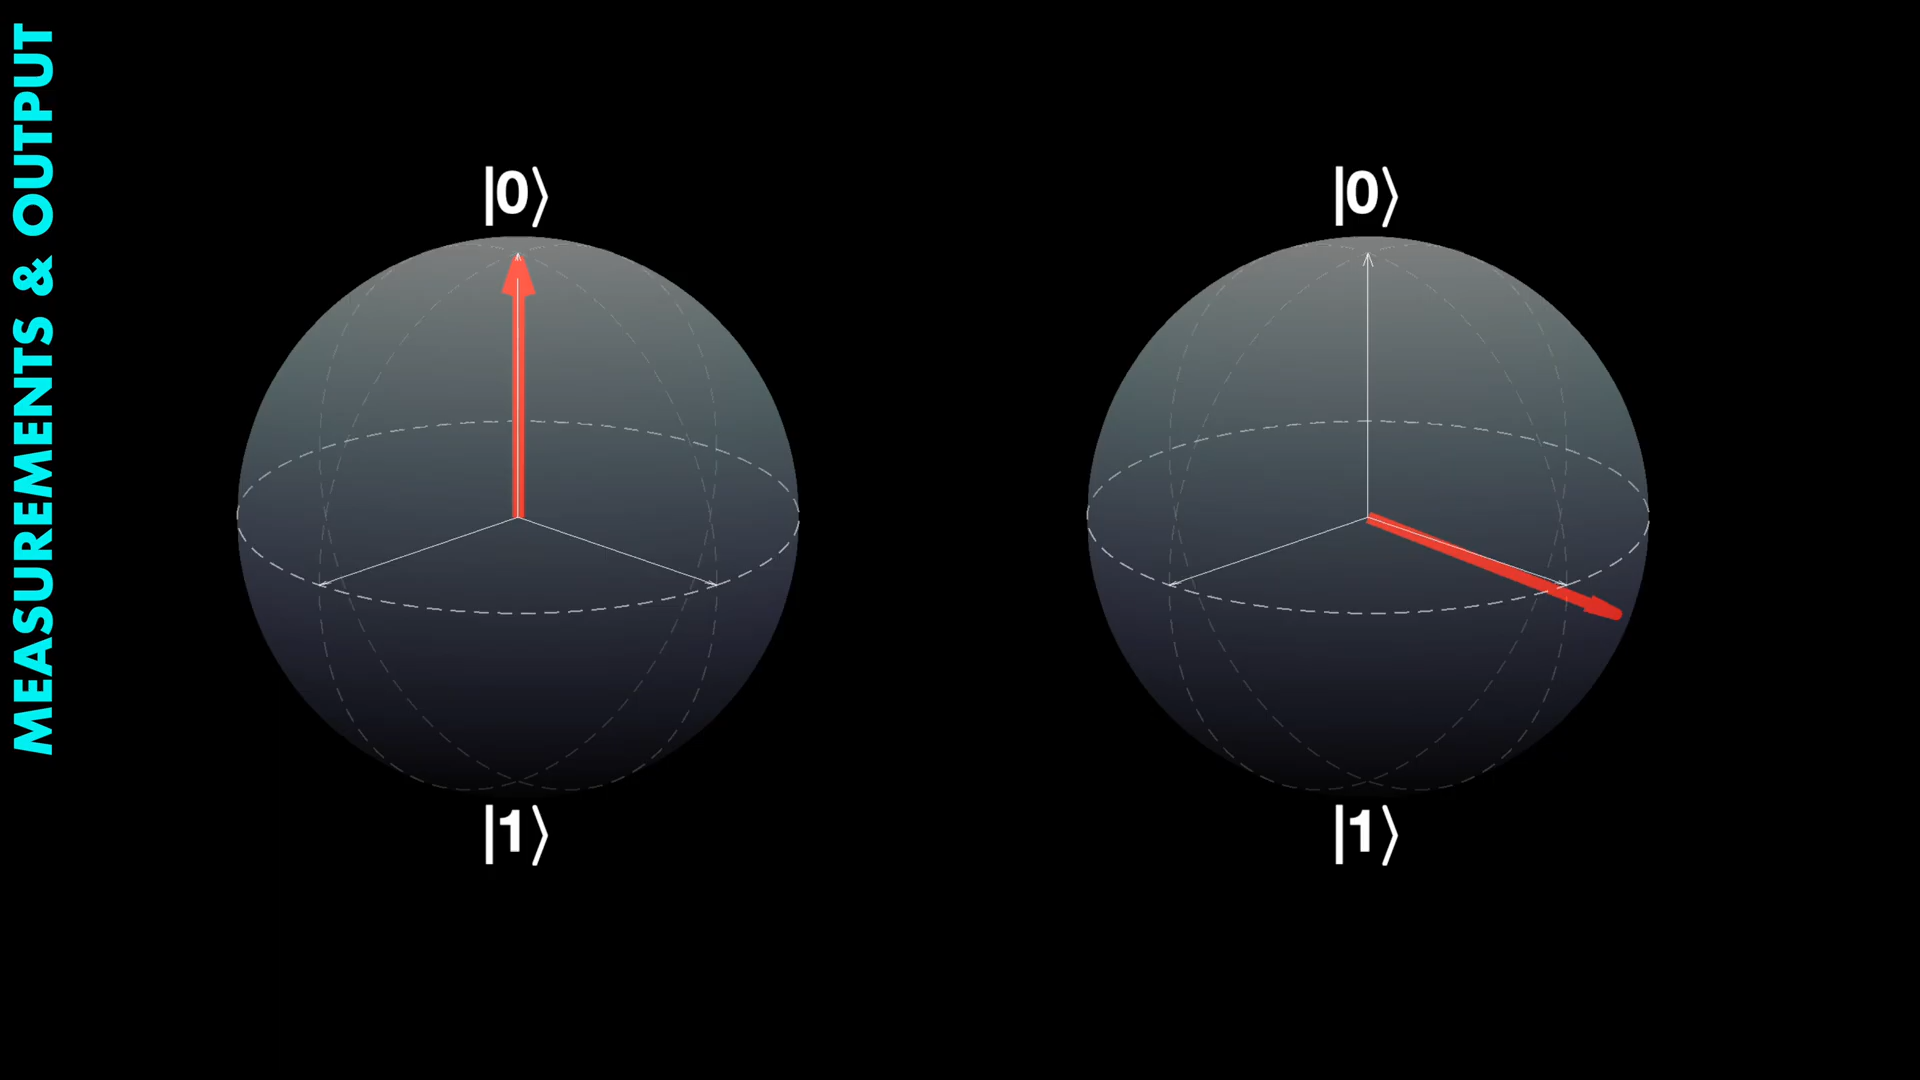 MEASUREMENTS & OUTPUT
|0⟩
|0⟩
|1⟩
|1⟩